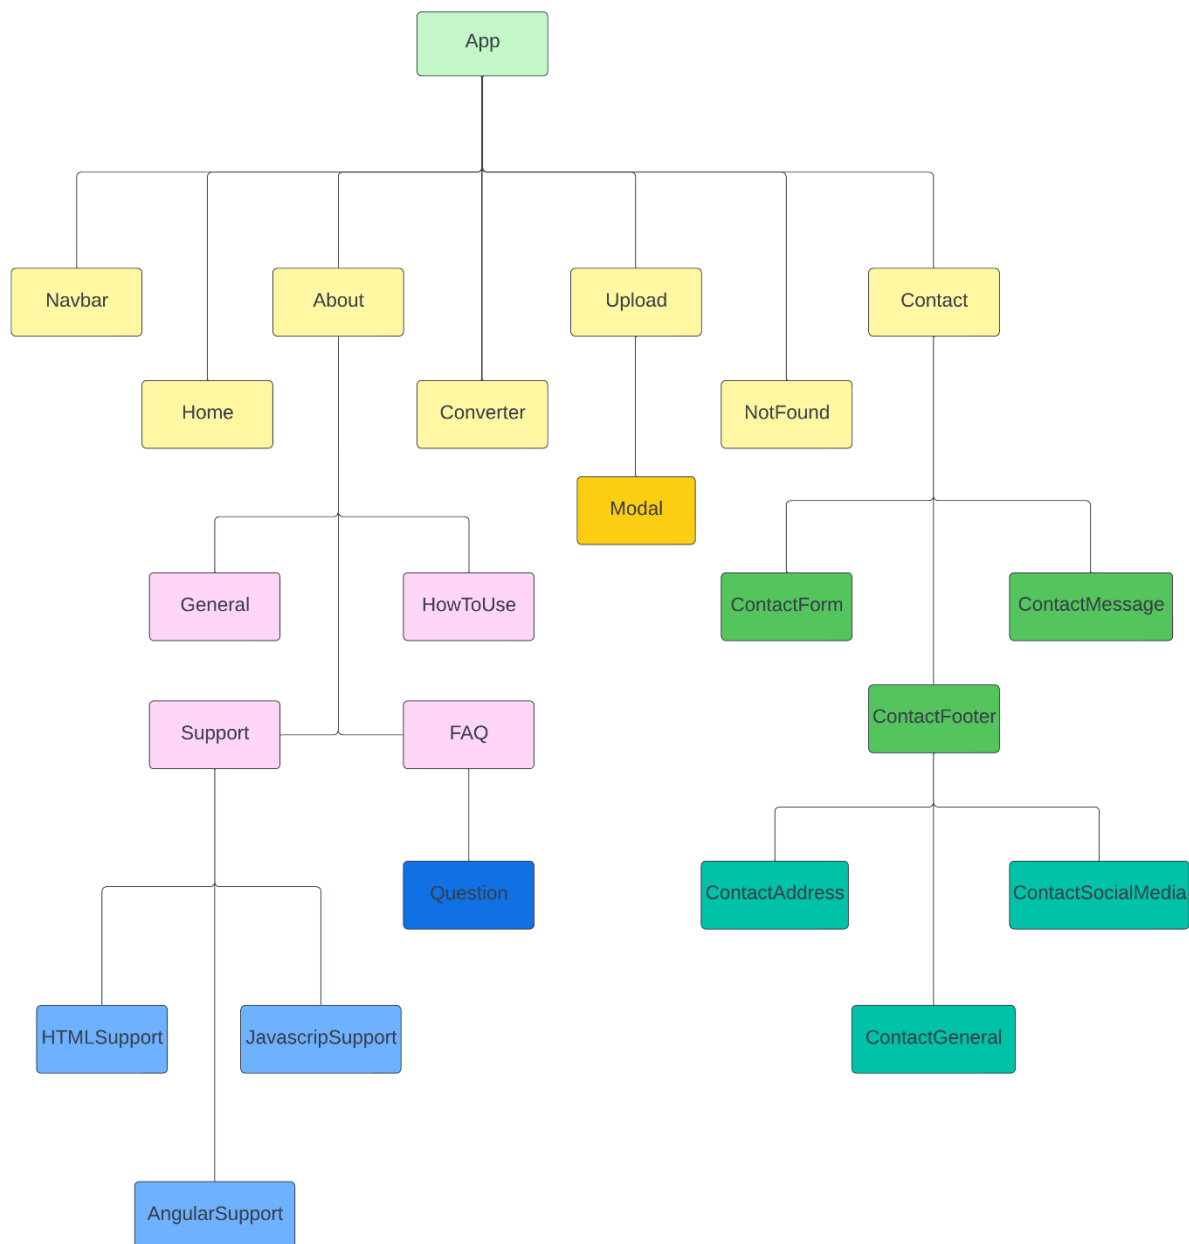 App
Navbar
About
Upload
Contact
Home
Converter
NotFound
Modal
General
HowToUse
ContactForm
ContactMessage
Support
FAQ
ContactFooter
Question
ContactAddress
ContactSocialMedia
HTMLSupport
JavascripSupport
ContactGeneral
AngularSupport